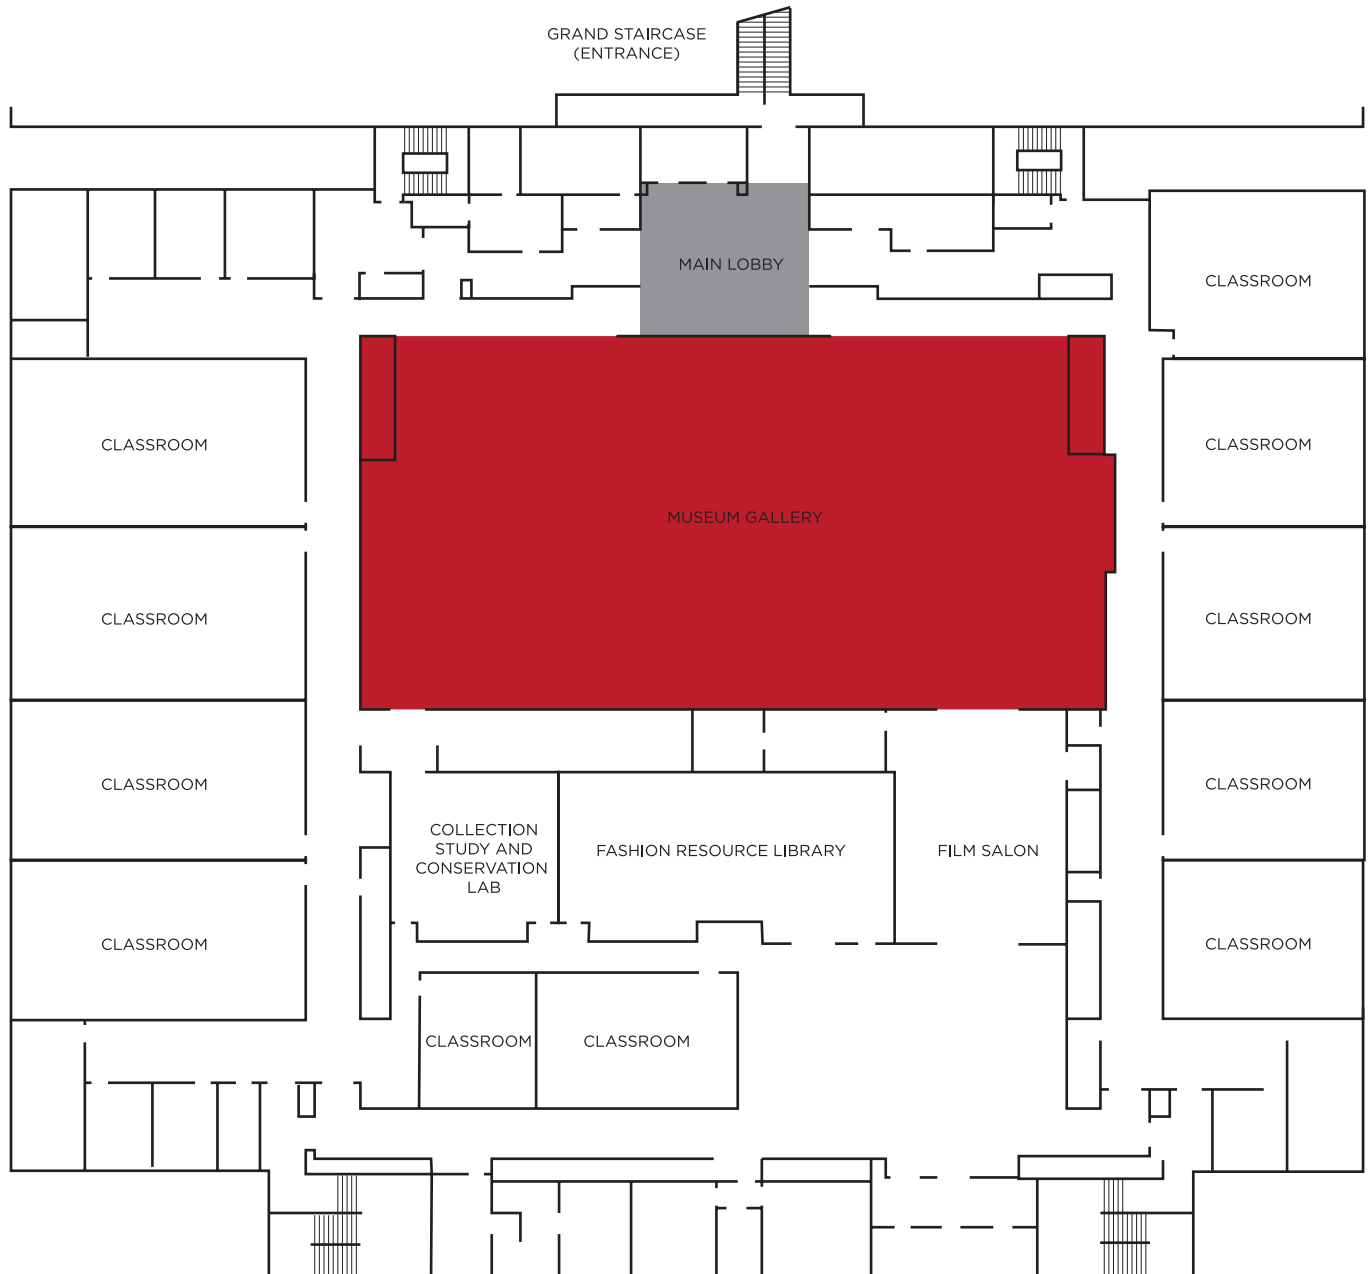 GRAND STAIRCASE
(ENTRANCE)
MAIN LOBBY
CLASSROOM
CLASSROOM
CLASSROOM
MUSEUM GALLERY
CLASSROOM
CLASSROOM
CLASSROOM
CLASSROOM
COLLECTION
STUDY AND
CONSERVATION
LAB
FASHION RESOURCE LIBRARY
FILM SALON
CLASSROOM
CLASSROOM
CLASSROOM
CLASSROOM
CLASSROOM